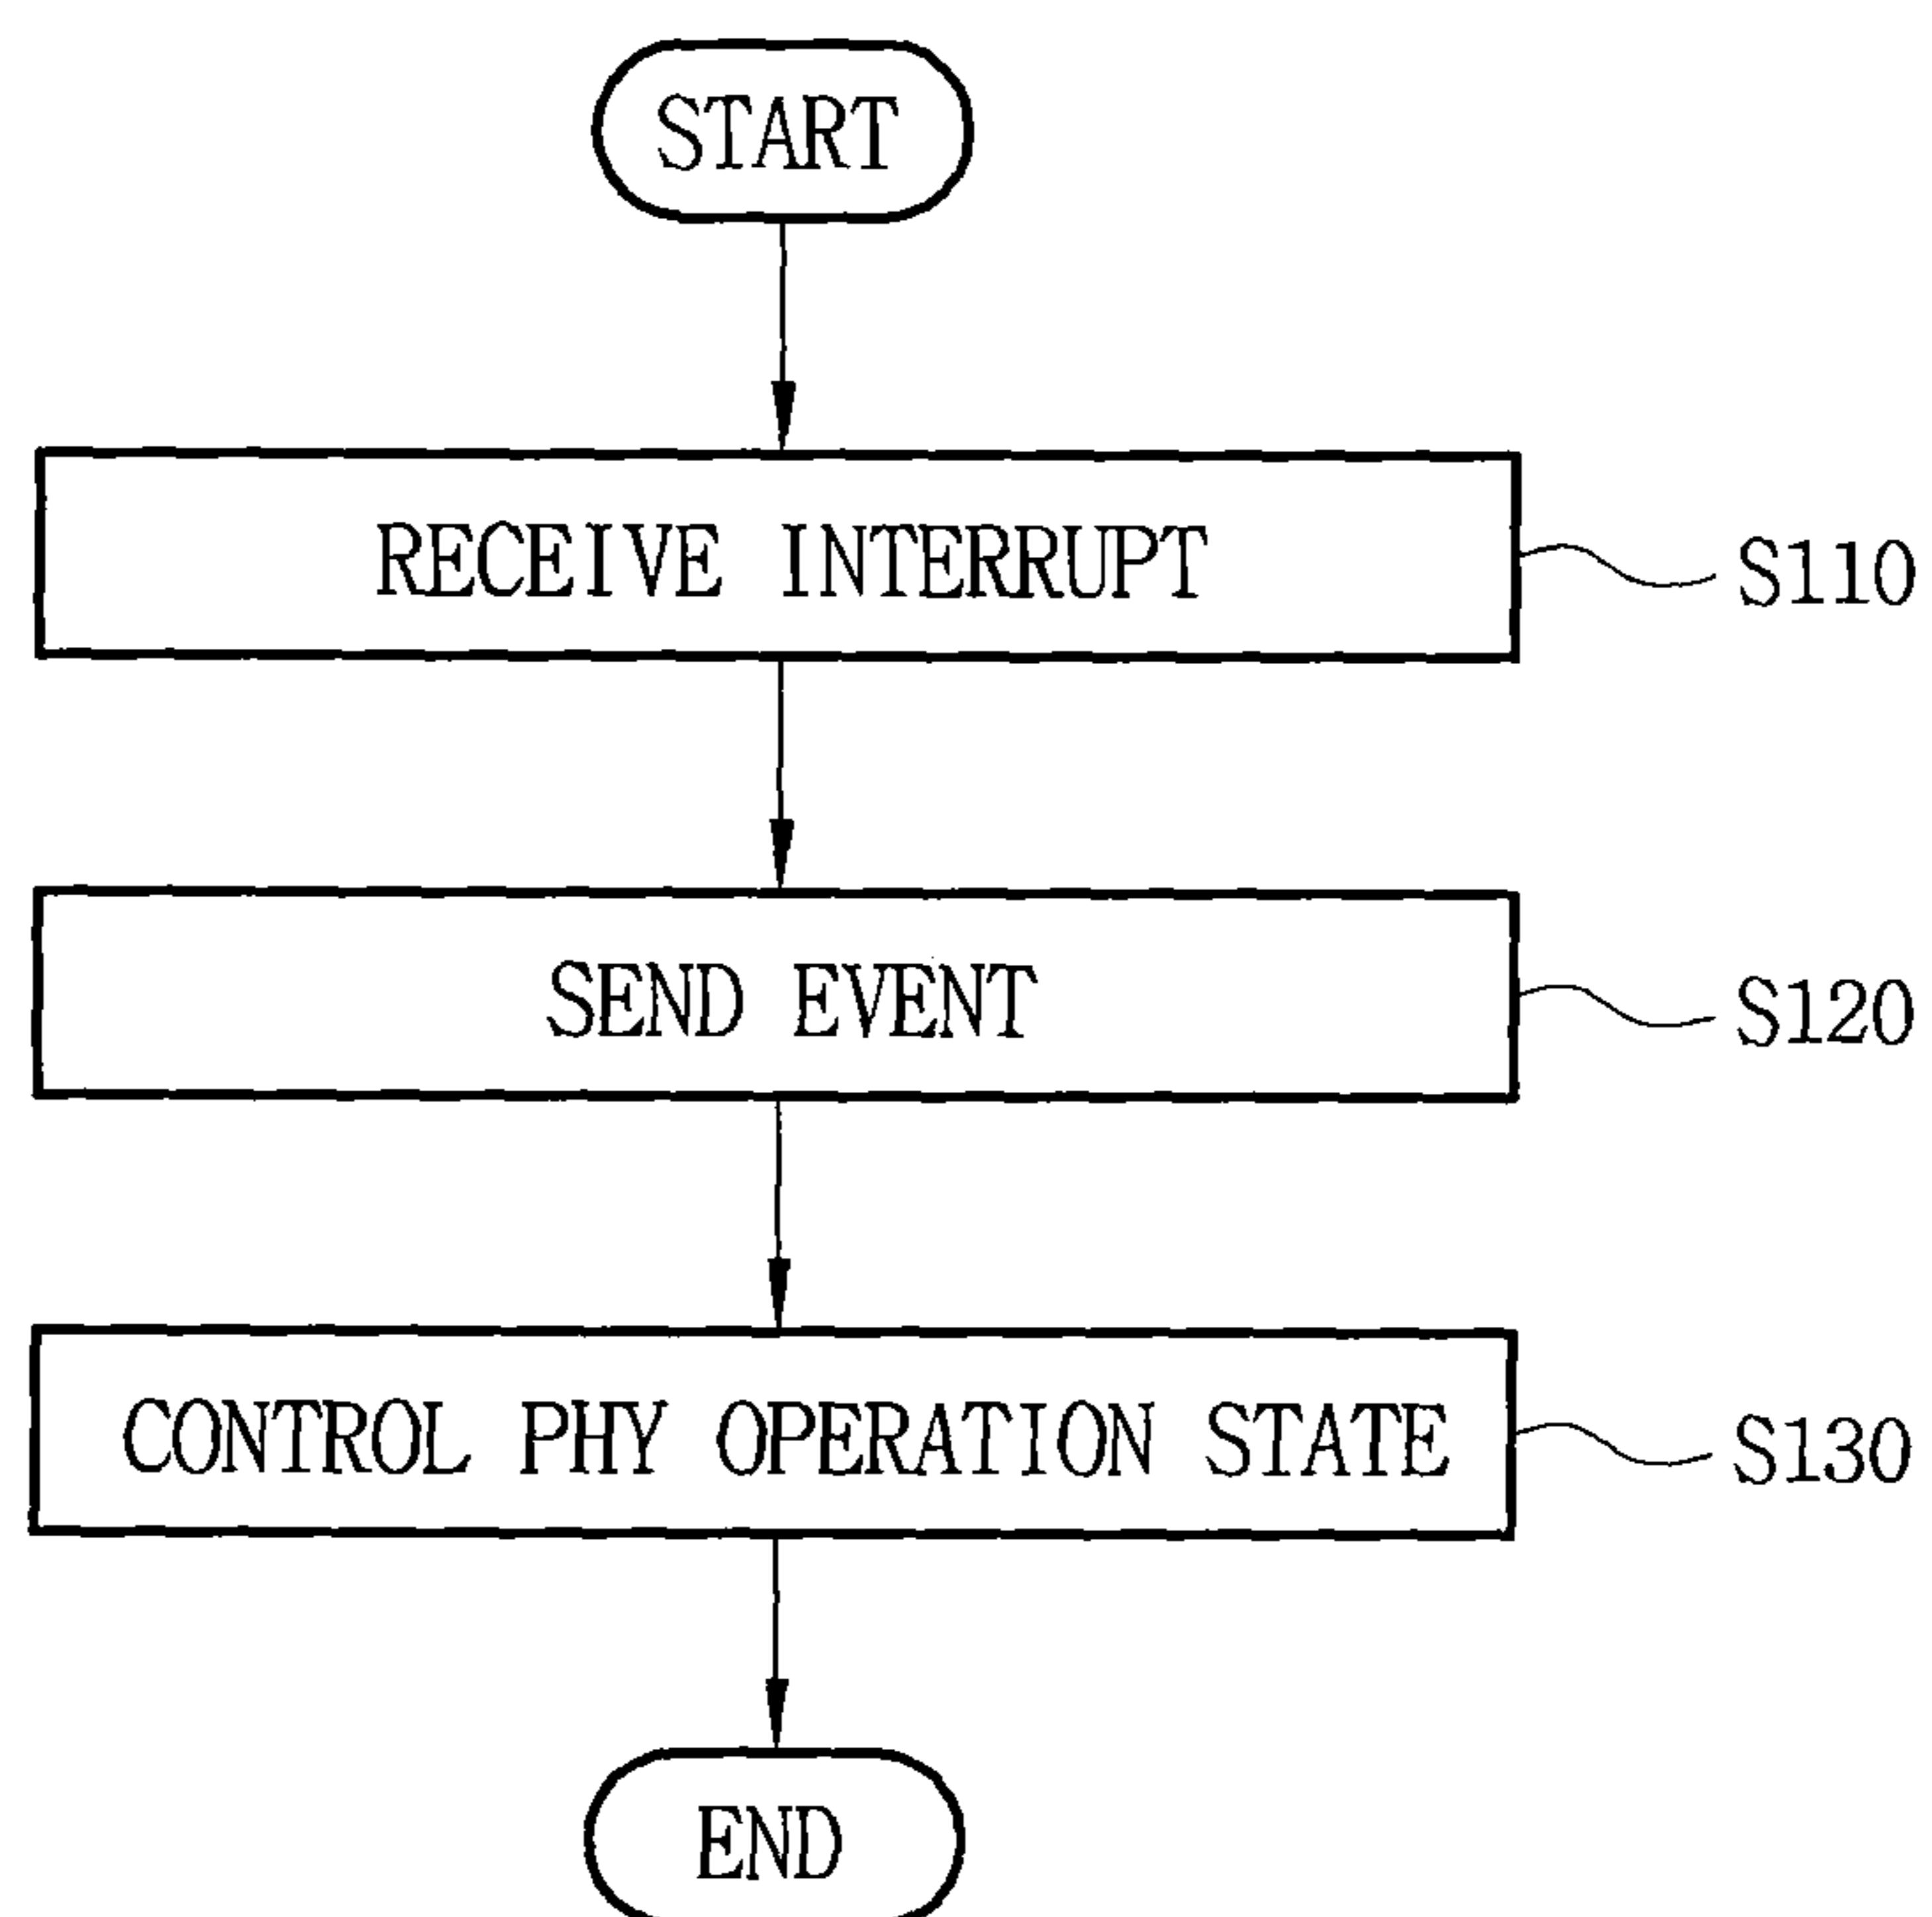 START
RECEIVE INTERRUPT
S110
SEND EVENT
S120
CONTROL PHY OPERATION STATE
S130
END